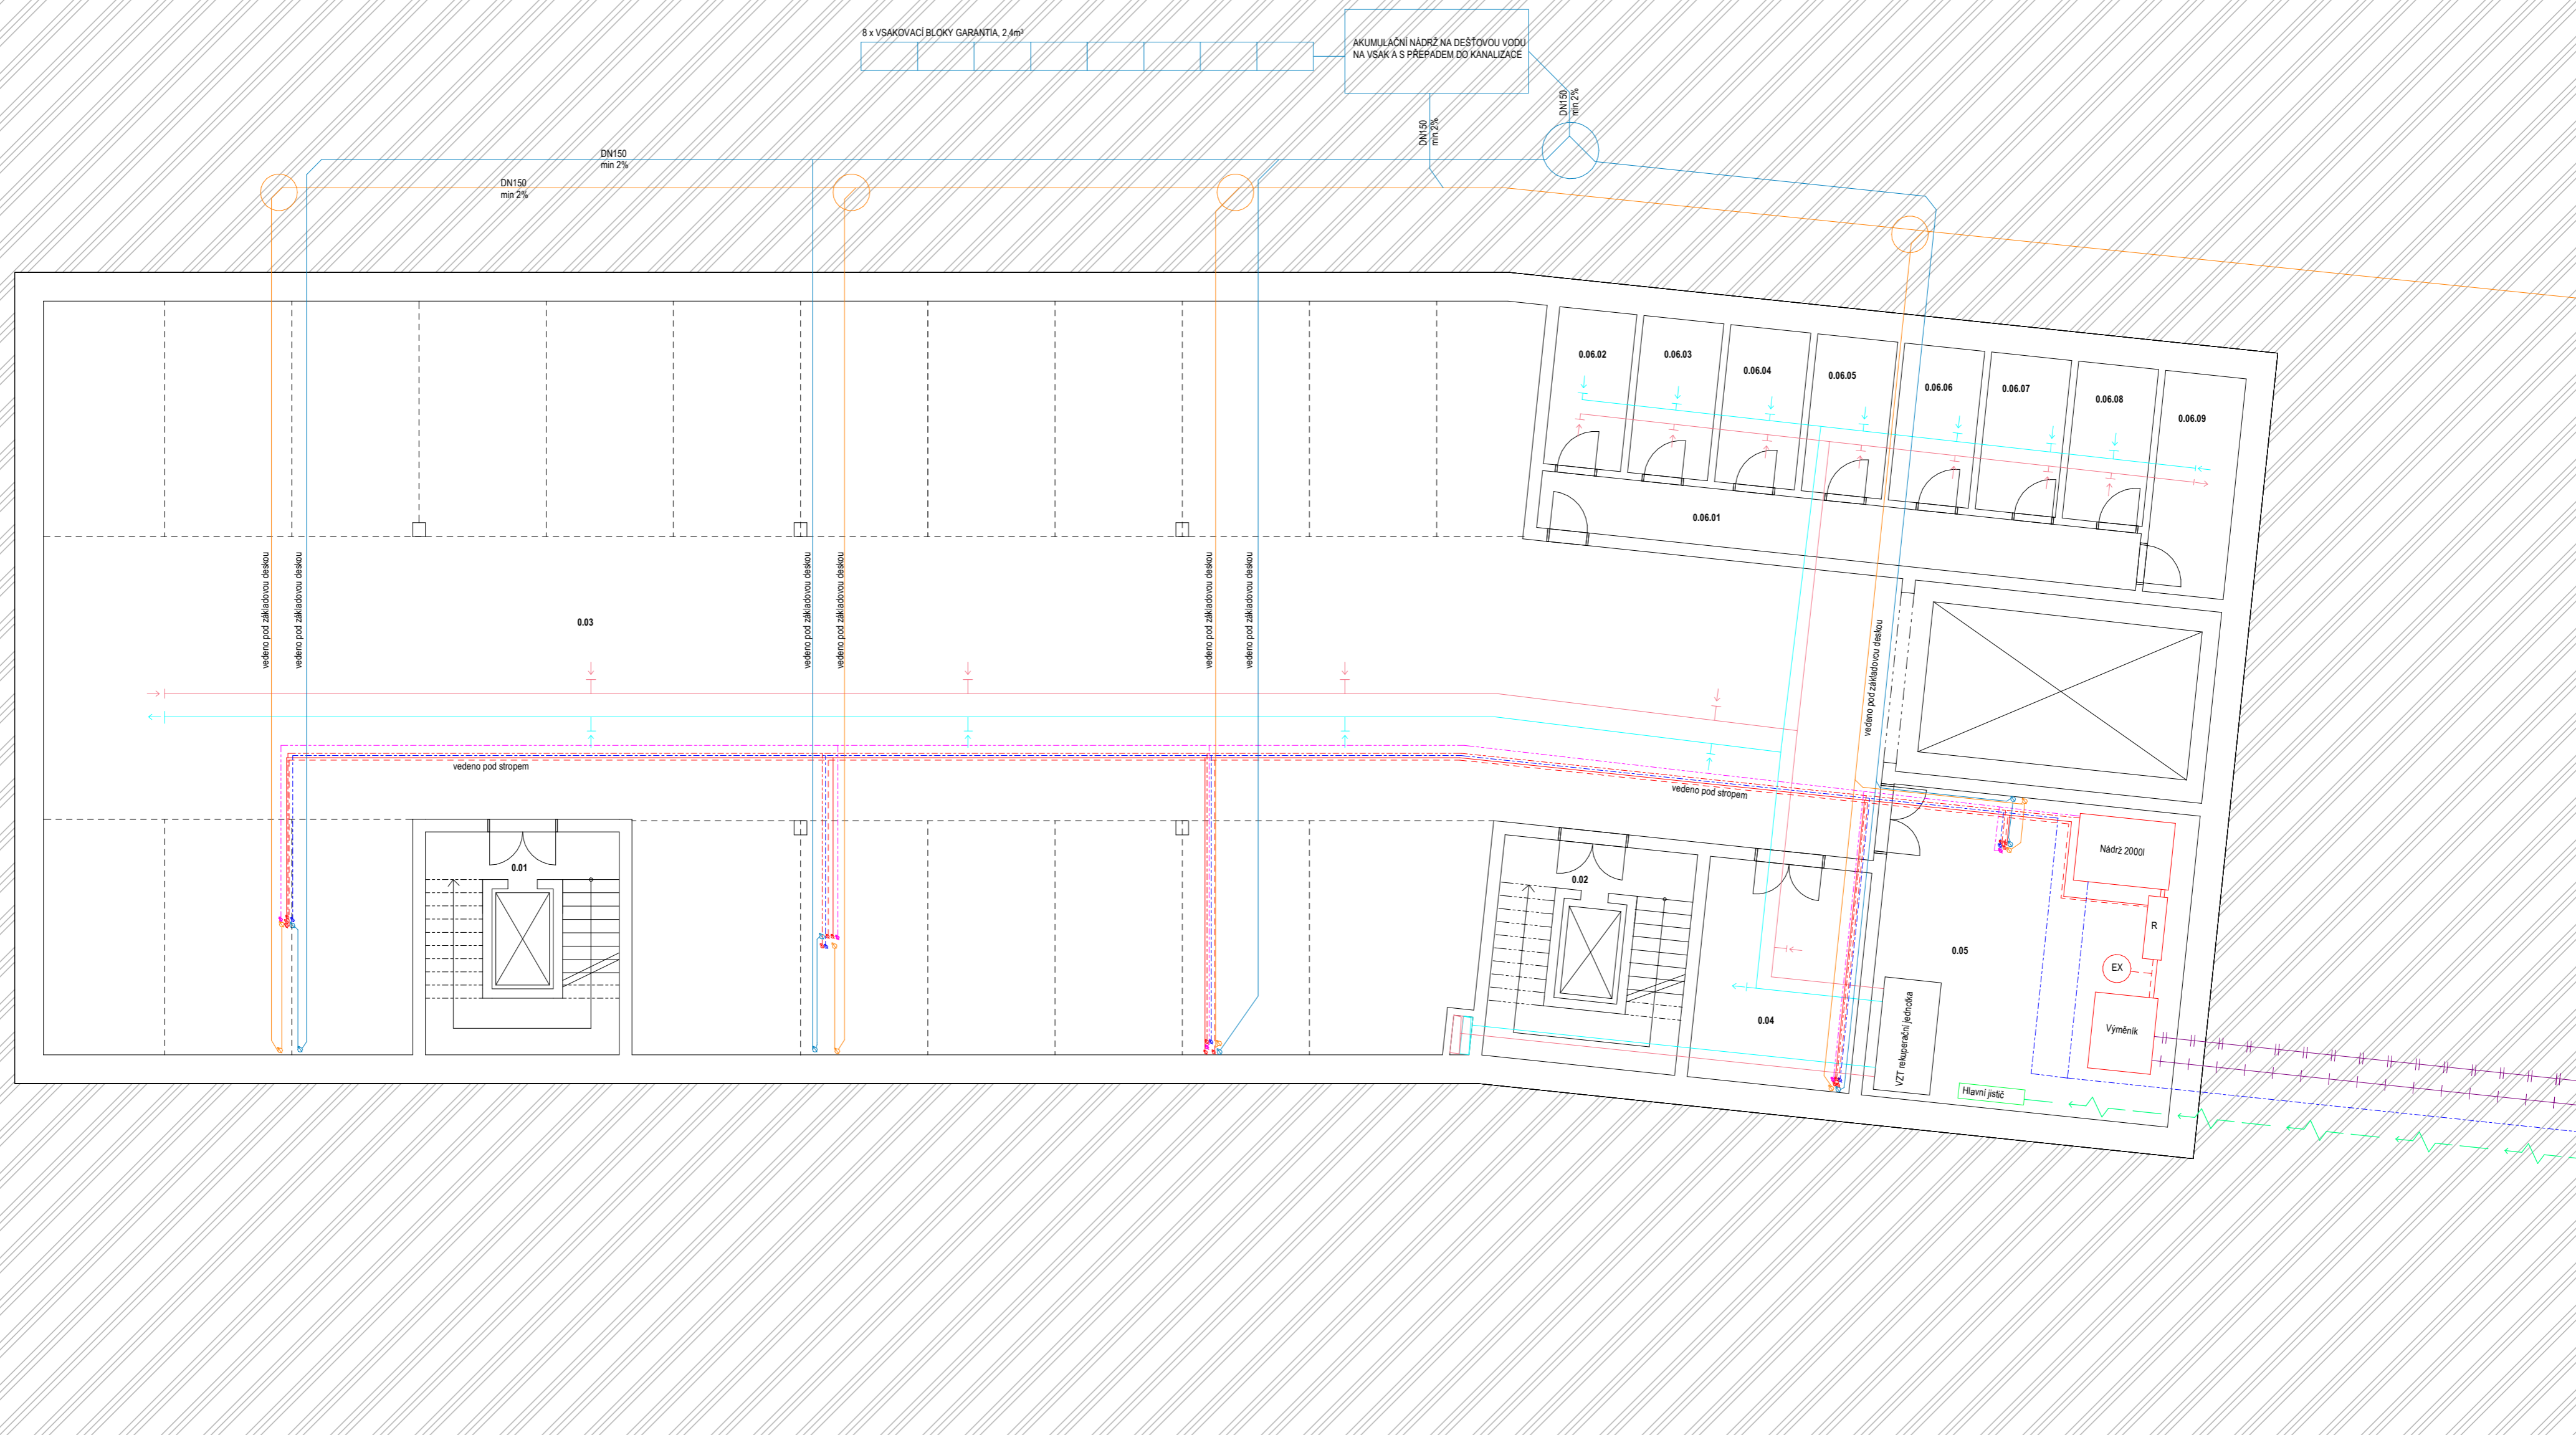 8 x VSAKOVACÍ BLOKY GARANTIA, 2,4m³
AKUMULAČNÍ NÁDRŽ NA DEŠŤOVOU VODU
NA VSAK A S PŘEPADEM DO KANALIZACE
DN150
min 2%
DN150
min 2%
DN150
min 2%
DN150
min 2%
0.06.02
0.06.03
0.06.04
0.06.05
0.06.06
0.06.07
0.06.08
0.06.09
0.06.01
vedeno pod základovou deskou
vedeno pod základovou deskou
vedeno pod základovou deskou
vedeno pod základovou deskou
vedeno pod základovou deskou
vedeno pod základovou deskou
vedeno pod základovou deskou
0.03
vedeno pod stropem
vedeno pod stropem
0.01
0.02
0.04
0.05
Nádrž 2000l
R
EX
Výměník
VZT rekuperační jednotka
Hlavní jistič